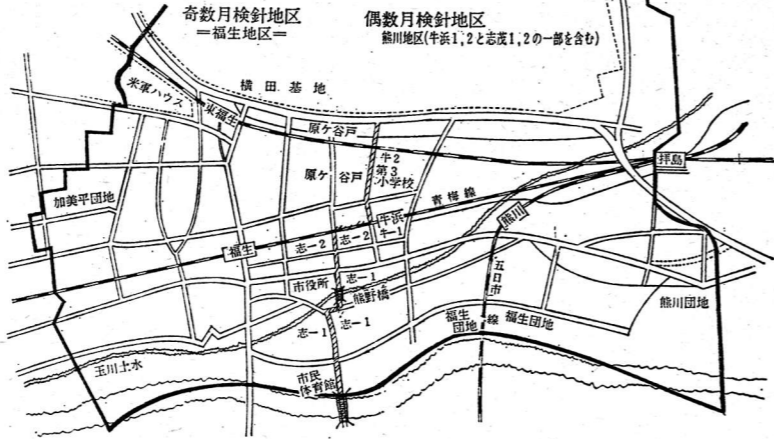 奇数月検針地区
=福生地区=
偶数月検針地区
熊川地区(牛浜1,2と志茂1,2の一部を含む)
横田基地
米軍ハウス
東福生
原ケ谷戸
牛2
第3
小学校
原ケ谷戸
拝島
加美平団地
青梅線
牛浜
牛-1
熊川
福生
志-2
志-2
市役所
志-1
熊野橋
五日市線
志-1
志-1
福生
団地
福生団地
熊川団地
玉川上水
市民
体育館